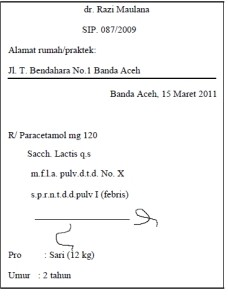 dr. Razi Maulana
SIP. 087/2009
Alamat rumah/praktek:
Jl. T. Bendahara No.1 Banda Aceh
Banda Aceh, 15 Maret 2011
R/ Paracetamol mg 120
Sacch. Lactis q.s
m.f.l.a. pulv.d.t.d. No. X
s.p.r.n.t.d.d.pulv I (febris)
Pro : Sari (12 kg)
Umur : 2 tahun